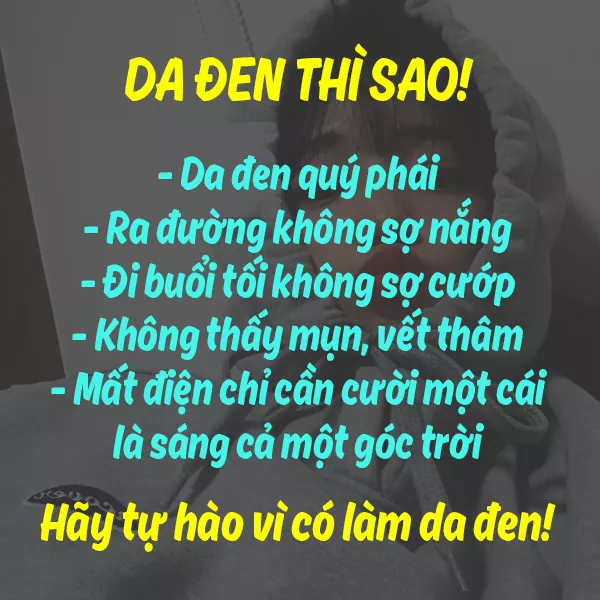 DA ĐEN THÌ SAO!
- Da đen quý phái
- Ra đường không sợ nắng
- Đi buổi tối không sợ cướp
- Không thấy mụn, vết thâm
- Mất điện chỉ cần cười một cái
là sáng cả một góc trời
Hãy tự hào vì có làm da đen!